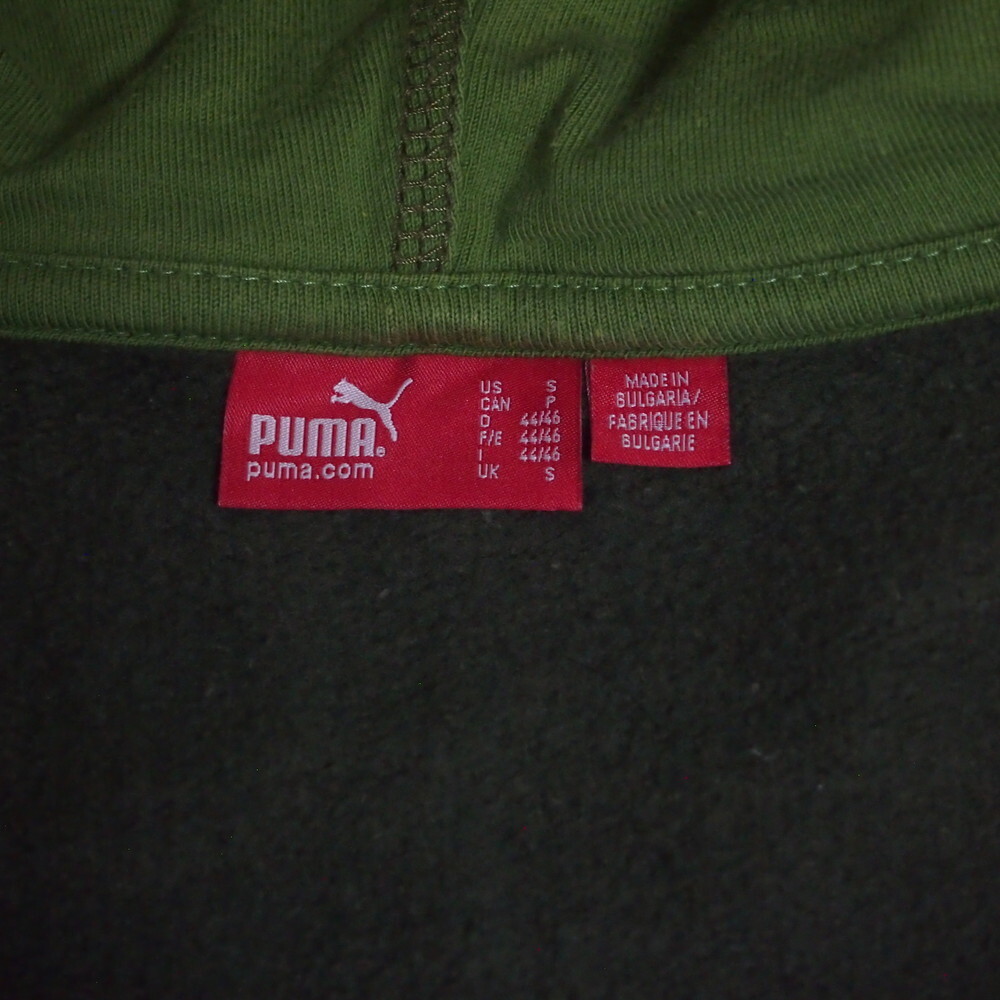 PUMA®
puma.com
US S
CAN P
D 44/46
F/E 44/46
I 44/46
UK S
MADE IN
BULGARIA/
FABRIQUE EN
BULGARIE